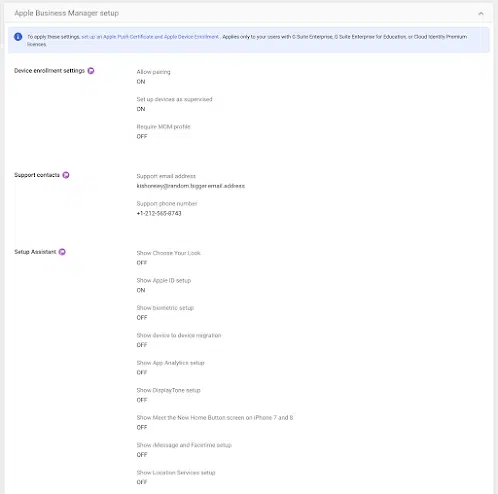 Apple Business Manager setup
To apply these settings, set up an Apple Push Certificate and Apple Device Enrollment. Applies only to your users with G Suite Enterprise, G Suite Enterprise for Education, or Cloud Identity Premium
licenses.
Device enrollment settings
Allow pairing
ON
Set up devices as supervised
ON
Require MDM profile
OFF
Support contacts
Support email address
kishoreley@random.bigger.email.address
Support phone number
+1-212-565-8743
Setup Assistant
Show Choose Your Look
OFF
Show Apple ID setup
ON
Show biometric setup
OFF
Show device to device migration
OFF
Show App Analytics setup
OFF
Show DisplayTone setup
OFF
Show Meet the New Home Button screen on iPhone 7 and 8
OFF
Show iMessage and Facetime setup
OFF
Show Location Services setup
OFF